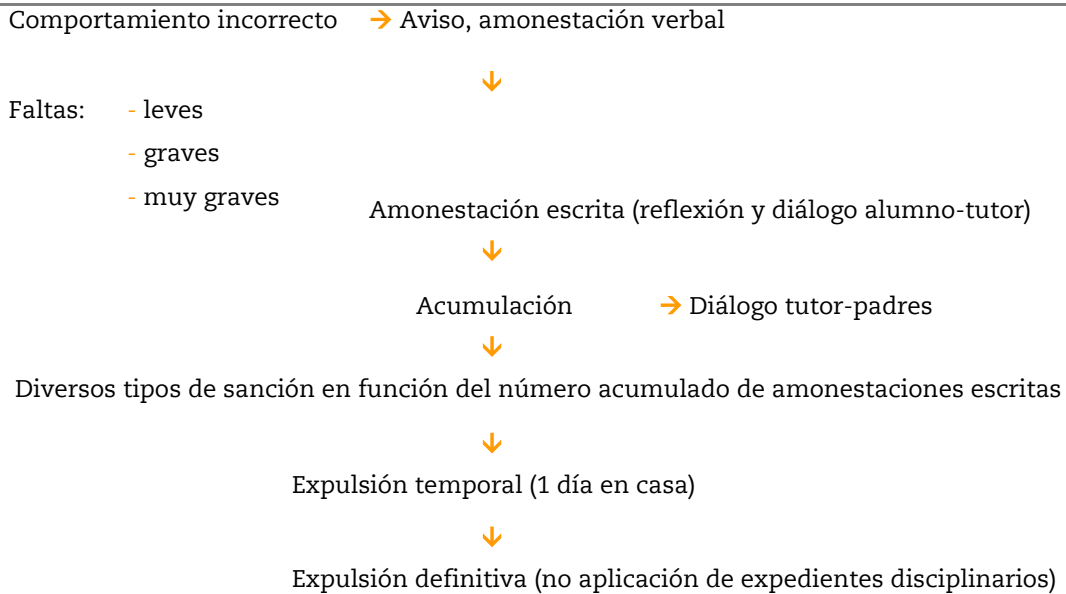 Comportamiento incorrecto → Aviso, amonestación verbal
↓
Faltas: - leves
- graves
- muy graves
Amonestación escrita (reflexión y diálogo alumno-tutor)
↓
Acumulación → Diálogo tutor-padres
↓
Diversos tipos de sanción en función del número acumulado de amonestaciones escritas
↓
Expulsión temporal (1 día en casa)
↓
Expulsión definitiva (no aplicación de expedientes disciplinarios)